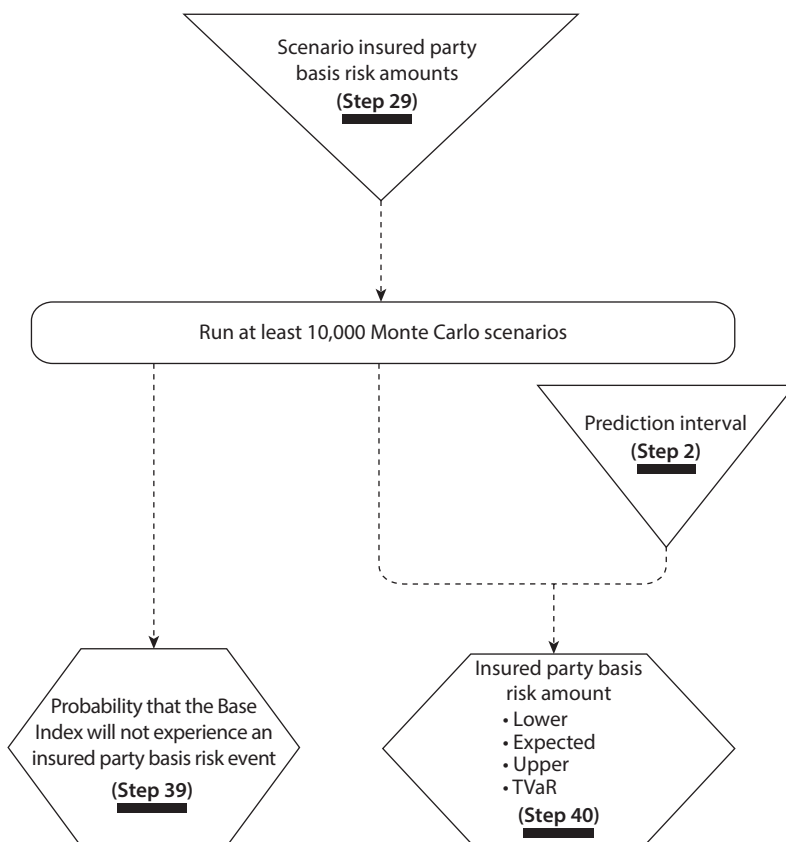 Scenario insured party
basis risk amounts
(Step 29)
Run at least 10,000 Monte Carlo scenarios
Prediction interval
(Step 2)
Probability that the Base
Index will not experience an
insured party basis risk event
(Step 39)
Insured party basis
risk amount
• Lower
• Expected
• Upper
• TVaR
(Step 40)